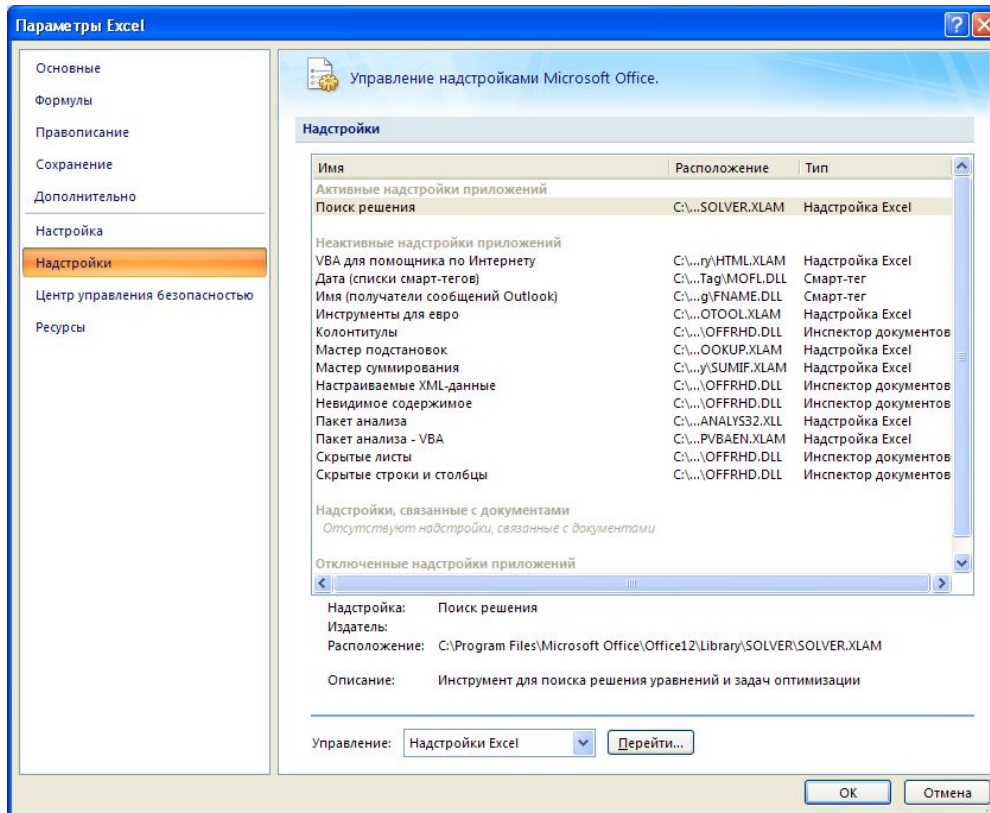 Параметры Excel
Основные
Формулы
Правописание
Сохранение
Дополнительно
Настройка
Надстройки
Центр управления безопасностью
Ресурсы
Управление надстройками Microsoft Office.
Надстройки
Имя Расположение Тип
Активные надстройки приложений
Поиск решения C:\...SOLVER.XLAM Надстройка Excel
Неактивные надстройки приложений
VBA для помощника по Интернету C:\...ry\HTML.XLAM Надстройка Excel
Дата (списки смарт-тегов) C:\...Tag\MOFL.DLL Смарт-тег
Имя (получатели сообщений Outlook) C:\...g\FNAME.DLL Смарт-тег
Инструменты для евро C:\...OTOOL.XLAM Надстройка Excel
Колонтитулы C:\...\OFFRHD.DLL Инспектор документов
Мастер подстановок C:\...OOKUP.XLAM Надстройка Excel
Мастер суммирования C:\...y\SUMIF.XLAM Надстройка Excel
Настраиваемые XML-данные C:\...\OFFRHD.DLL Инспектор документов
Невидимое содержимое C:\...\OFFRHD.DLL Инспектор документов
Пакет анализа C:\...ANALYS32.XLL Надстройка Excel
Пакет анализа - VBA C:\...PVBAEN.XLAM Надстройка Excel
Скрытые листы C:\...\OFFRHD.DLL Инспектор документов
Скрытые строки и столбцы C:\...\OFFRHD.DLL Инспектор документов
Надстройки, связанные с документами
Отсутствуют надстройки, связанные с документами
Отключенные надстройки приложений
Надстройка: Поиск решения
Издатель:
Расположение: C:\Program Files\Microsoft Office\Office12\Library\SOLVER\SOLVER.XLAM
Описание: Инструмент для поиска решения уравнений и задач оптимизации
Управление: Надстройки Excel Перейти...
ОК Отмена